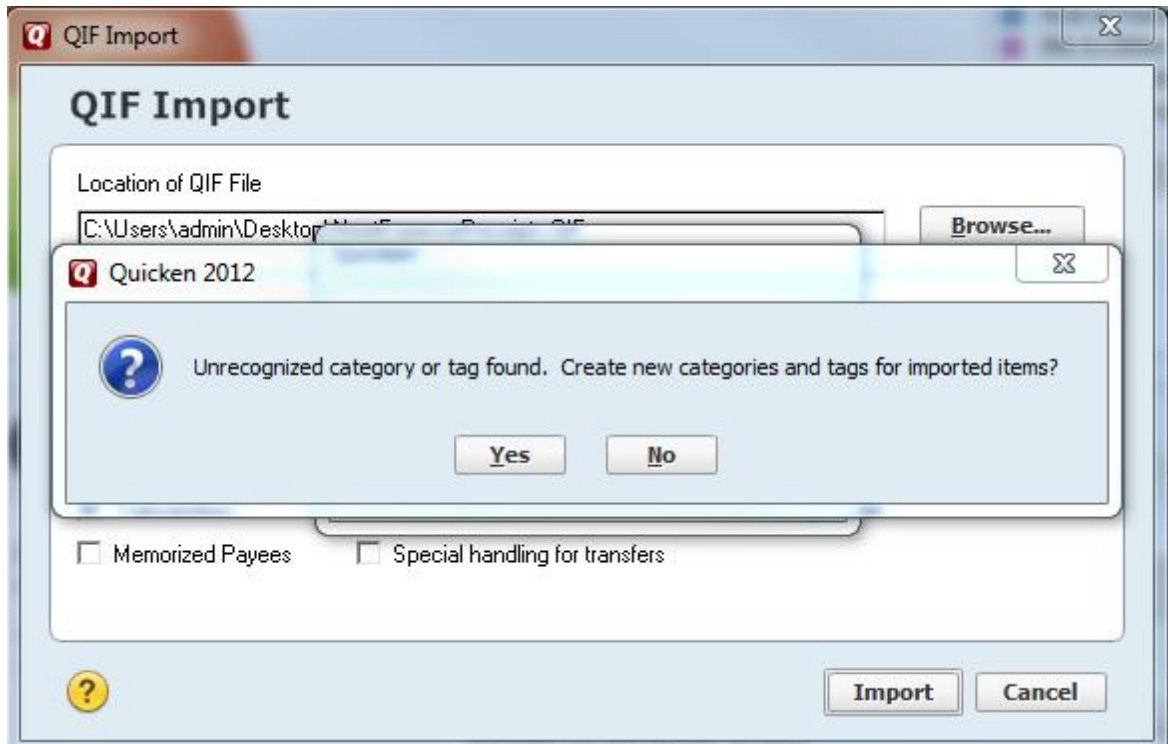 QIF Import
QIF Import
Location of QIF File
C:\Users\admin\Desktop
Browse...
Quicken 2012
Unrecognized category or tag found. Create new categories and tags for imported items?
Yes No
Memorized Payees Special handling for transfers
Import Cancel